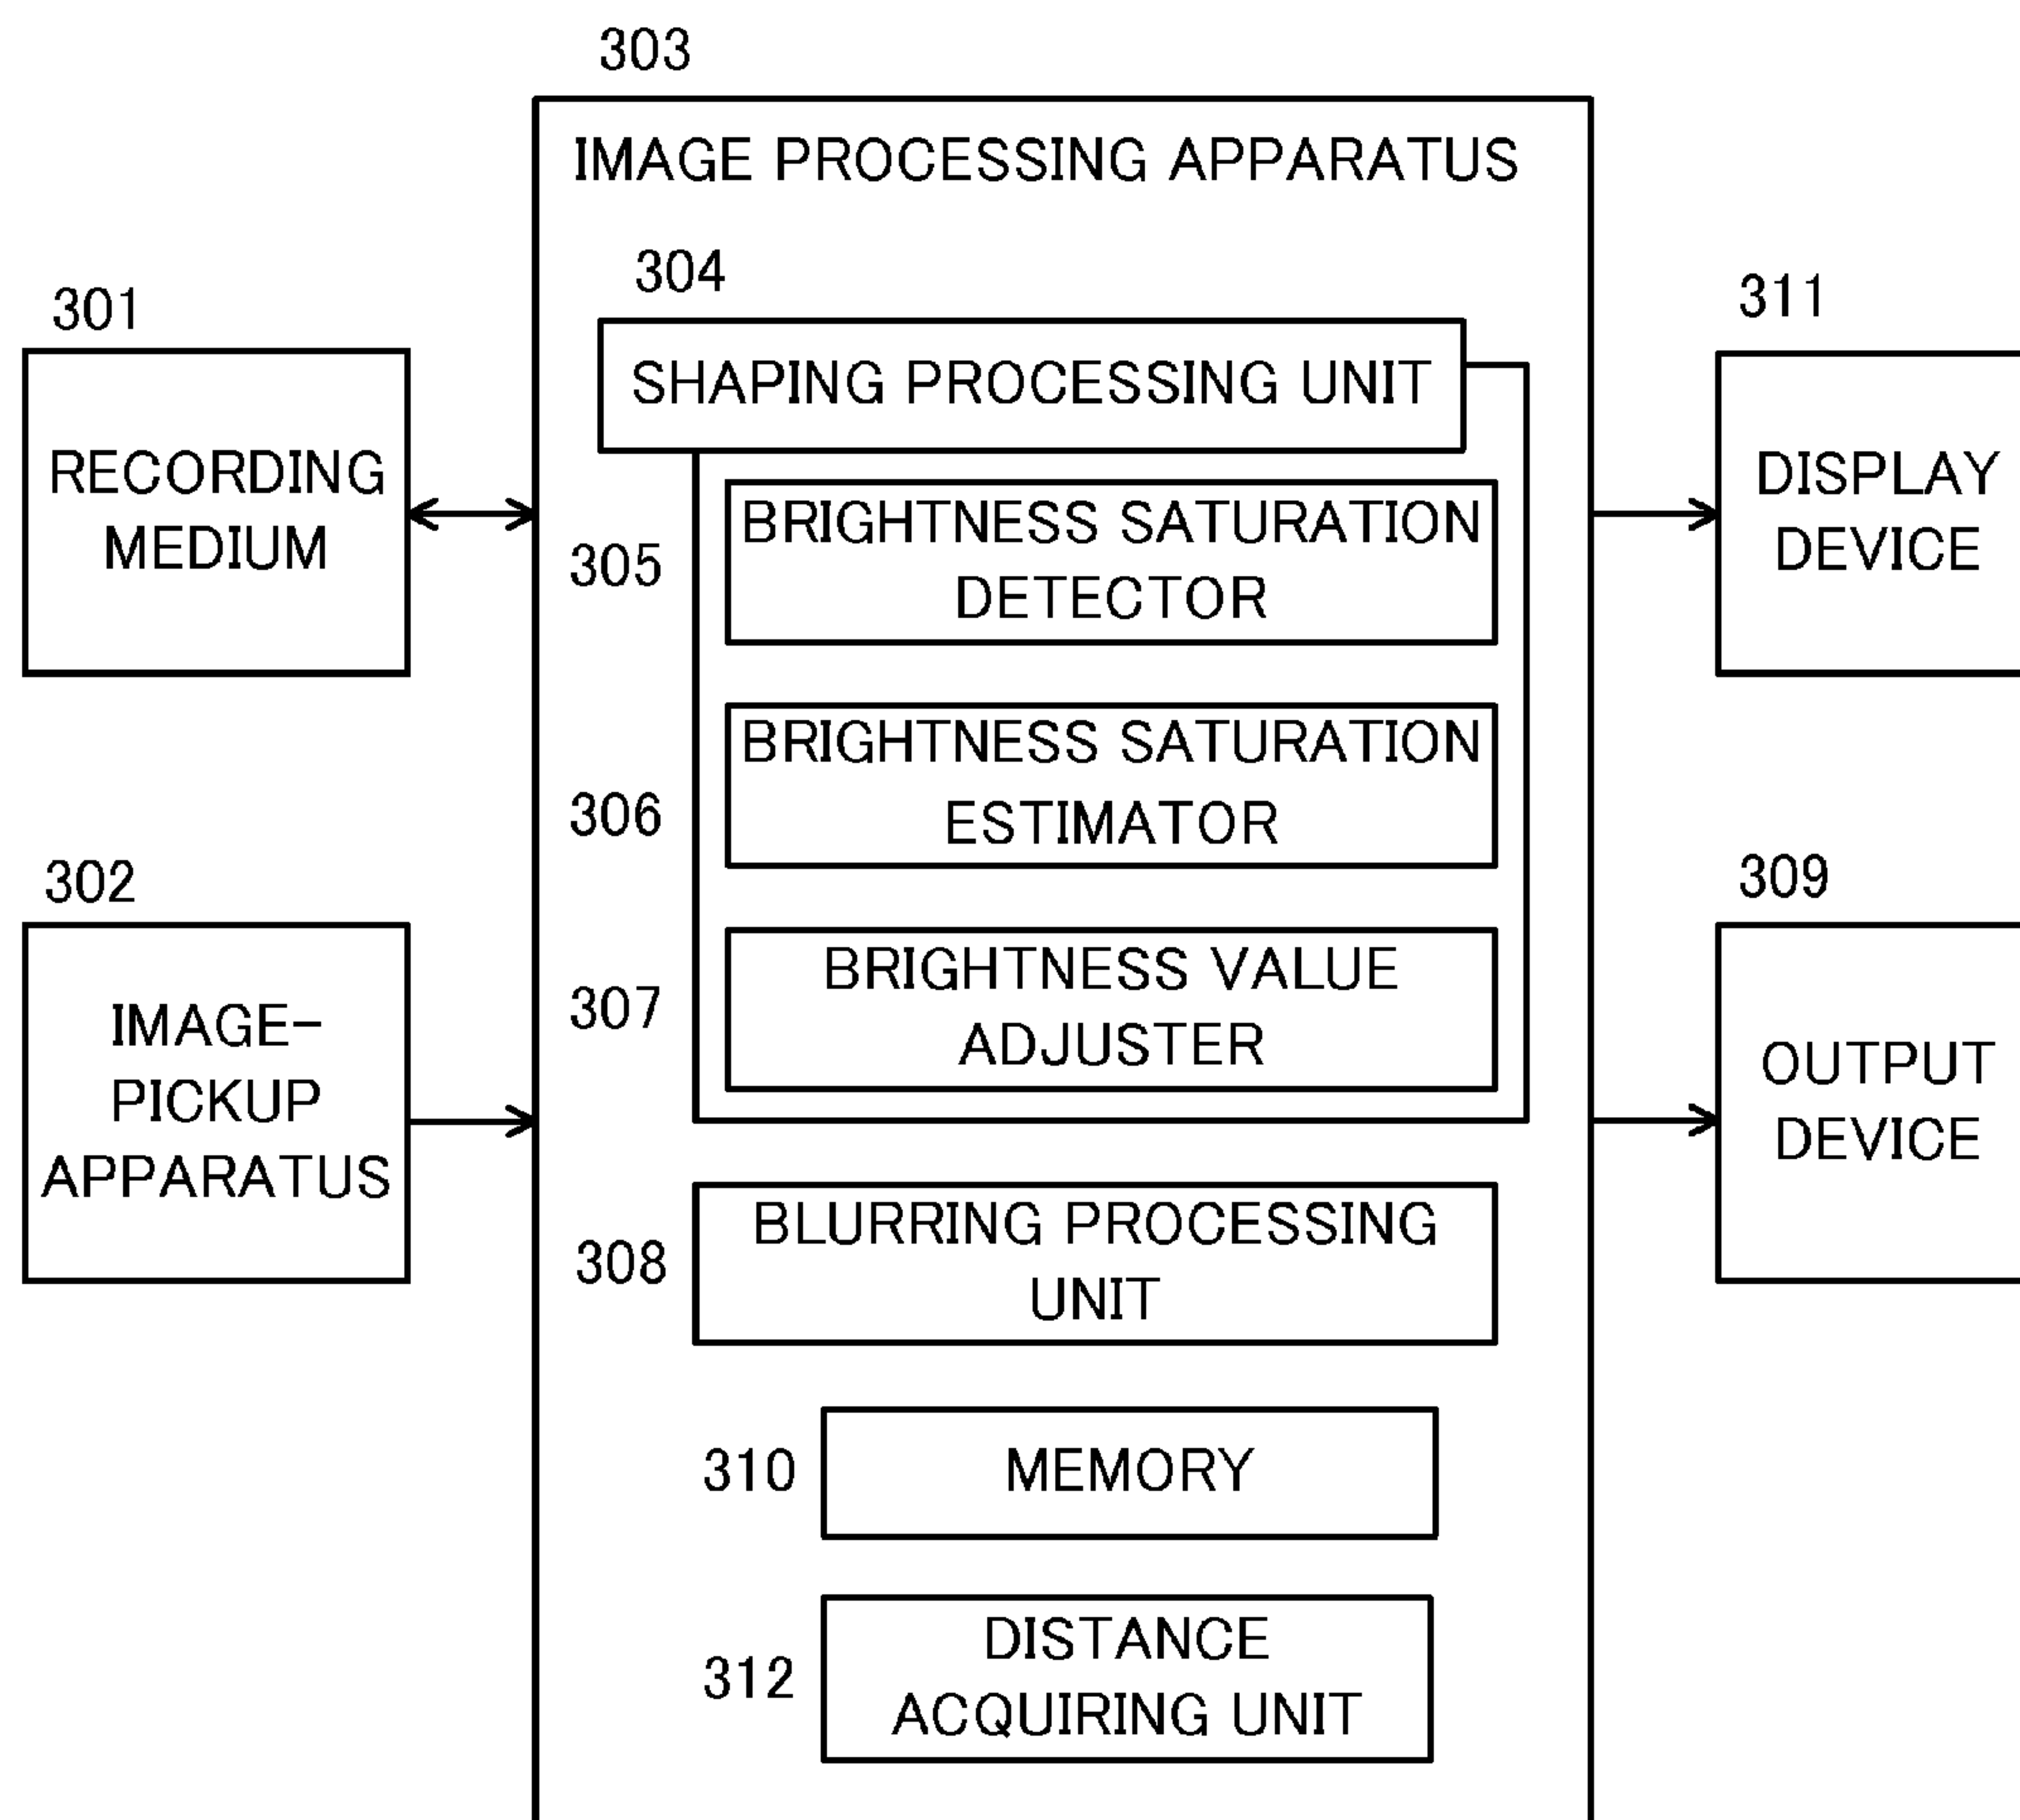 303
IMAGE PROCESSING APPARATUS
304
SHAPING PROCESSING UNIT
301
RECORDING
MEDIUM
305
BRIGHTNESS SATURATION
DETECTOR
306
BRIGHTNESS SATURATION
ESTIMATOR
302
IMAGE-
PICKUP
APPARATUS
307
BRIGHTNESS VALUE
ADJUSTER
308
BLURRING PROCESSING
UNIT
310
MEMORY
312
DISTANCE
ACQUIRING UNIT
311
DISPLAY
DEVICE
309
OUTPUT
DEVICE